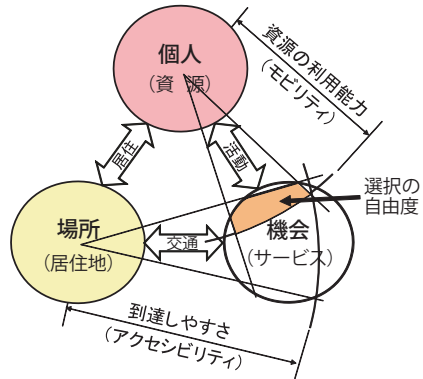 個人
（資 源）
資源の利用能力
（モビリティ）
居住
活動
選択の
自由度
場所
（居住地）
交通
機会
（サービス）
到達しやすさ
（アクセシビリティ）